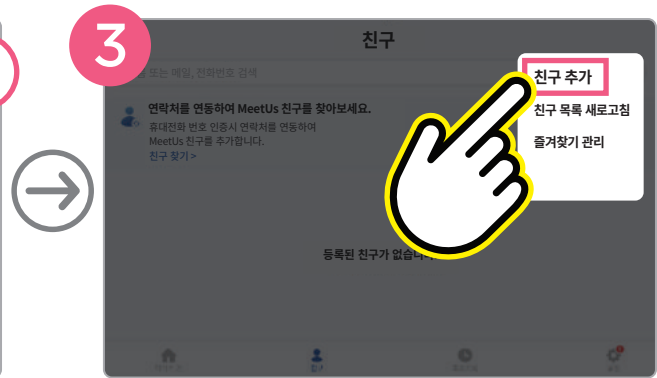 3
친구
또는 메일, 전화번호 검색
친구 추가
친구 목록 새로고침
즐겨찾기 관리
연락처를 연동하여 MeetUs 친구를 찾아보세요.
휴대전화 번호 인증시 연락처를 연동하여
MeetUs 친구를 추가합니다.
친구 찾기 >
등록된 친구가 없습니다
친구